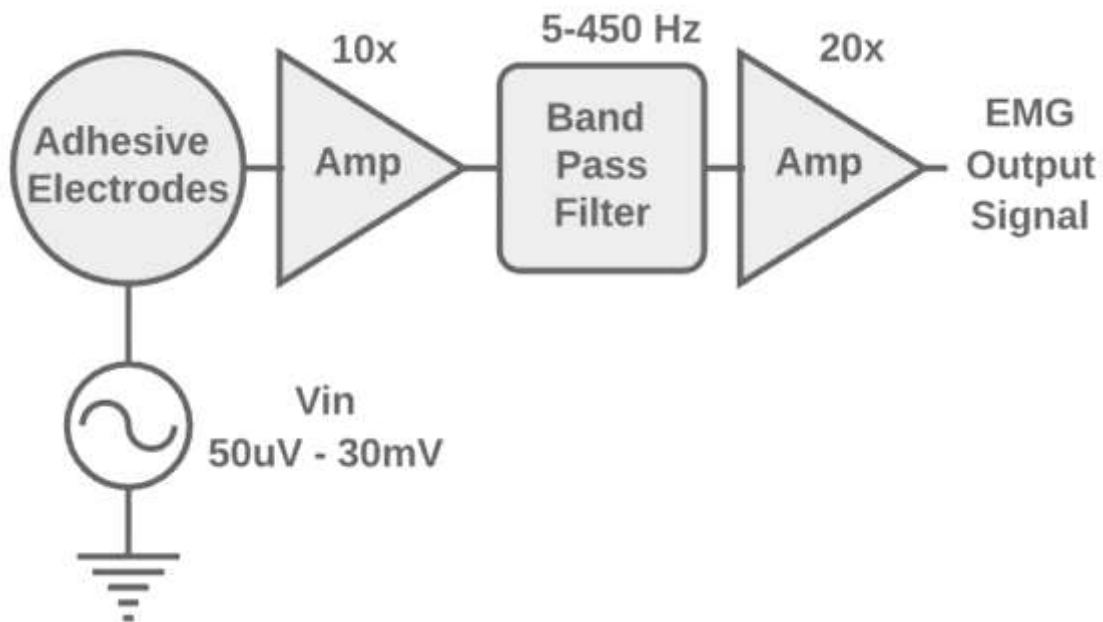 Adhesive
Electrodes
10x
Amp
5-450 Hz
Band
Pass
Filter
20x
Amp
EMG
Output
Signal
Vin
50uV - 30mV